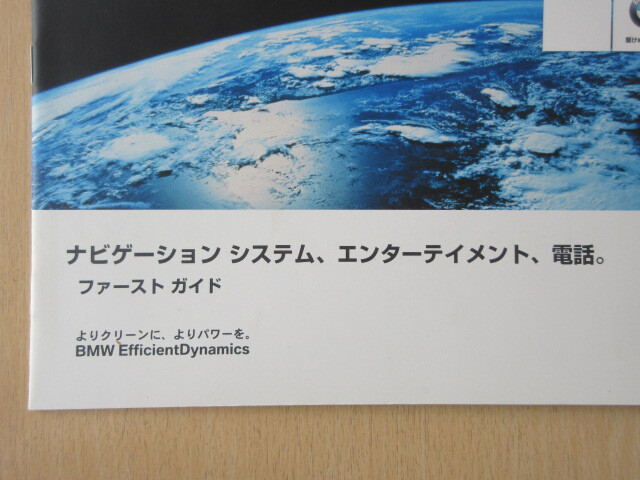 ナビゲーション システム、エンターテイメント、電話。
ファースト ガイド
よりクリーンに、よりパワーを。
BMW EfficientDynamics